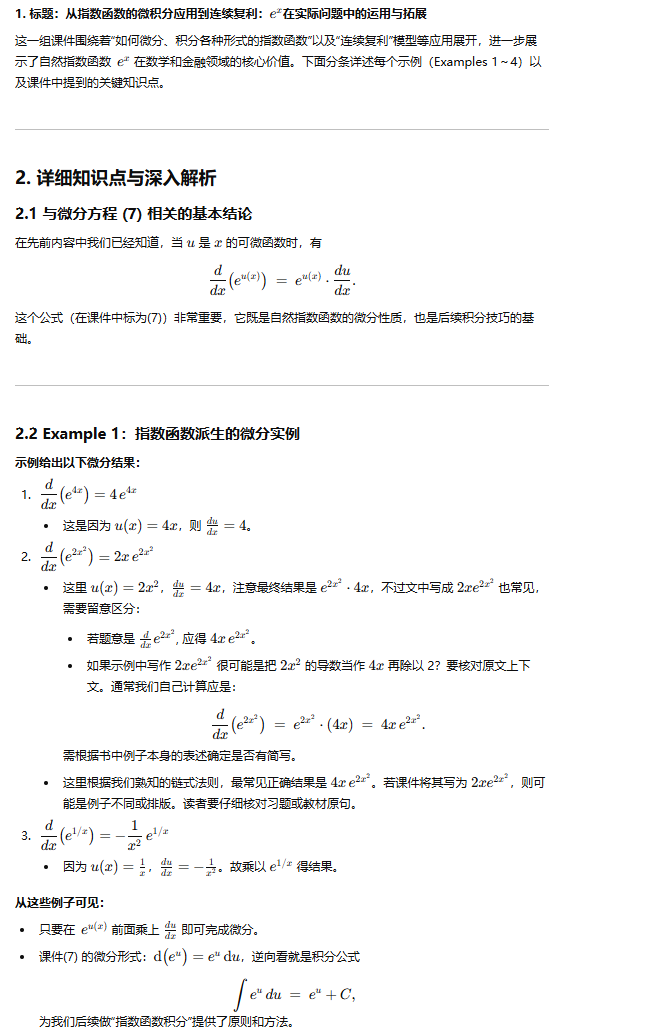 1. 标题：从指数函数的微积分应用到连续复利：e^x在实际问题中的运用与拓展
这一组课件围绕着“如何微分、积分各种形式的指数函数”以及“连续复利”模型等应用展开，进一步展
示了自然指数函数 e^x 在数学和金融领域的核心价值。下面分条详述每个示例（Examples 1～4）以
及课件中提到的关键知识点。
2. 详细知识点与深入解析
2.1 与微分方程 (7) 相关的基本结论
在先前内容中我们已经知道，当 u 是 x 的可微函数时，有
d/dx (e^{u(x)}) = e^{u(x)} · du/dx.
这个公式（在课件中标为(7)）非常重要，它既是自然指数函数的微分性质，也是后续积分技巧的基
础。
2.2 Example 1：指数函数派生的微分实例
示例给出以下微分结果：
1. d/dx (e^{4x}) = 4 e^{4x}
• 这是因为 u(x) = 4x，则 du/dx = 4。
2. d/dx (e^{2x^2}) = 2x e^{2x^2}
• 这里 u(x) = 2x^2，du/dx = 4x，注意最终结果是 e^{2x^2} · 4x，不过文中写成 2xe^{2x^2} 也常见，
需要留意区分：
• 若题意是 d/dx e^{2x^2}, 应得 4x e^{2x^2}。
• 如果示例中写作 2xe^{2x^2} 很可能是把 2x^2 的导数当作 4x 再除以 2？要核对原文上下
文。通常我们自己计算应是：
d/dx (e^{2x^2}) = e^{2x^2} · (4x) = 4x e^{2x^2}.
需根据书中例子本身的表述确定是否有简写。
• 这里根据我们熟知的链式法则，最常见正确结果是 4x e^{2x^2}。若课件将其写为 2xe^{2x^2}，则可
能是例子不同或排版。读者要仔细核对习题或教材原句。
3. d/dx (e^{1/x}) = −1/x^2 e^{1/x}
• 因为 u(x) = 1/x，du/dx = −1/x^2。故乘以 e^{1/x} 得结果。
从这些例子可见：
• 只要在 e^{u(x)} 前面乘上 du/dx 即可完成微分。
• 课件(7) 的微分形式：d(e^u) = e^u du，逆向看就是积分公式
∫ e^u du = e^u + C,
为我们后续做“指数函数积分”提供了原则和方法。